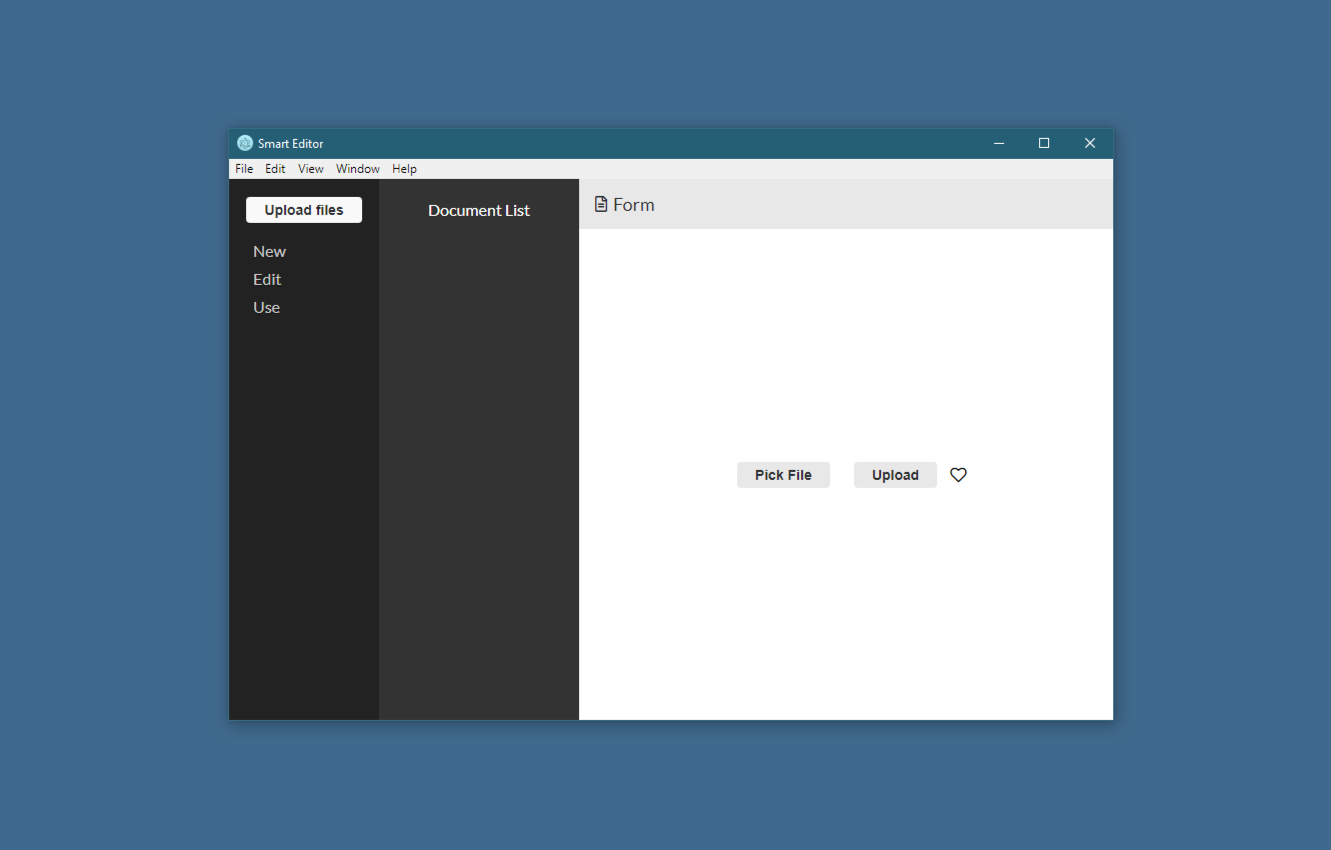 Smart Editor
File Edit View Window Help
Upload files
New
Edit
Use
Document List
Form
Pick File Upload